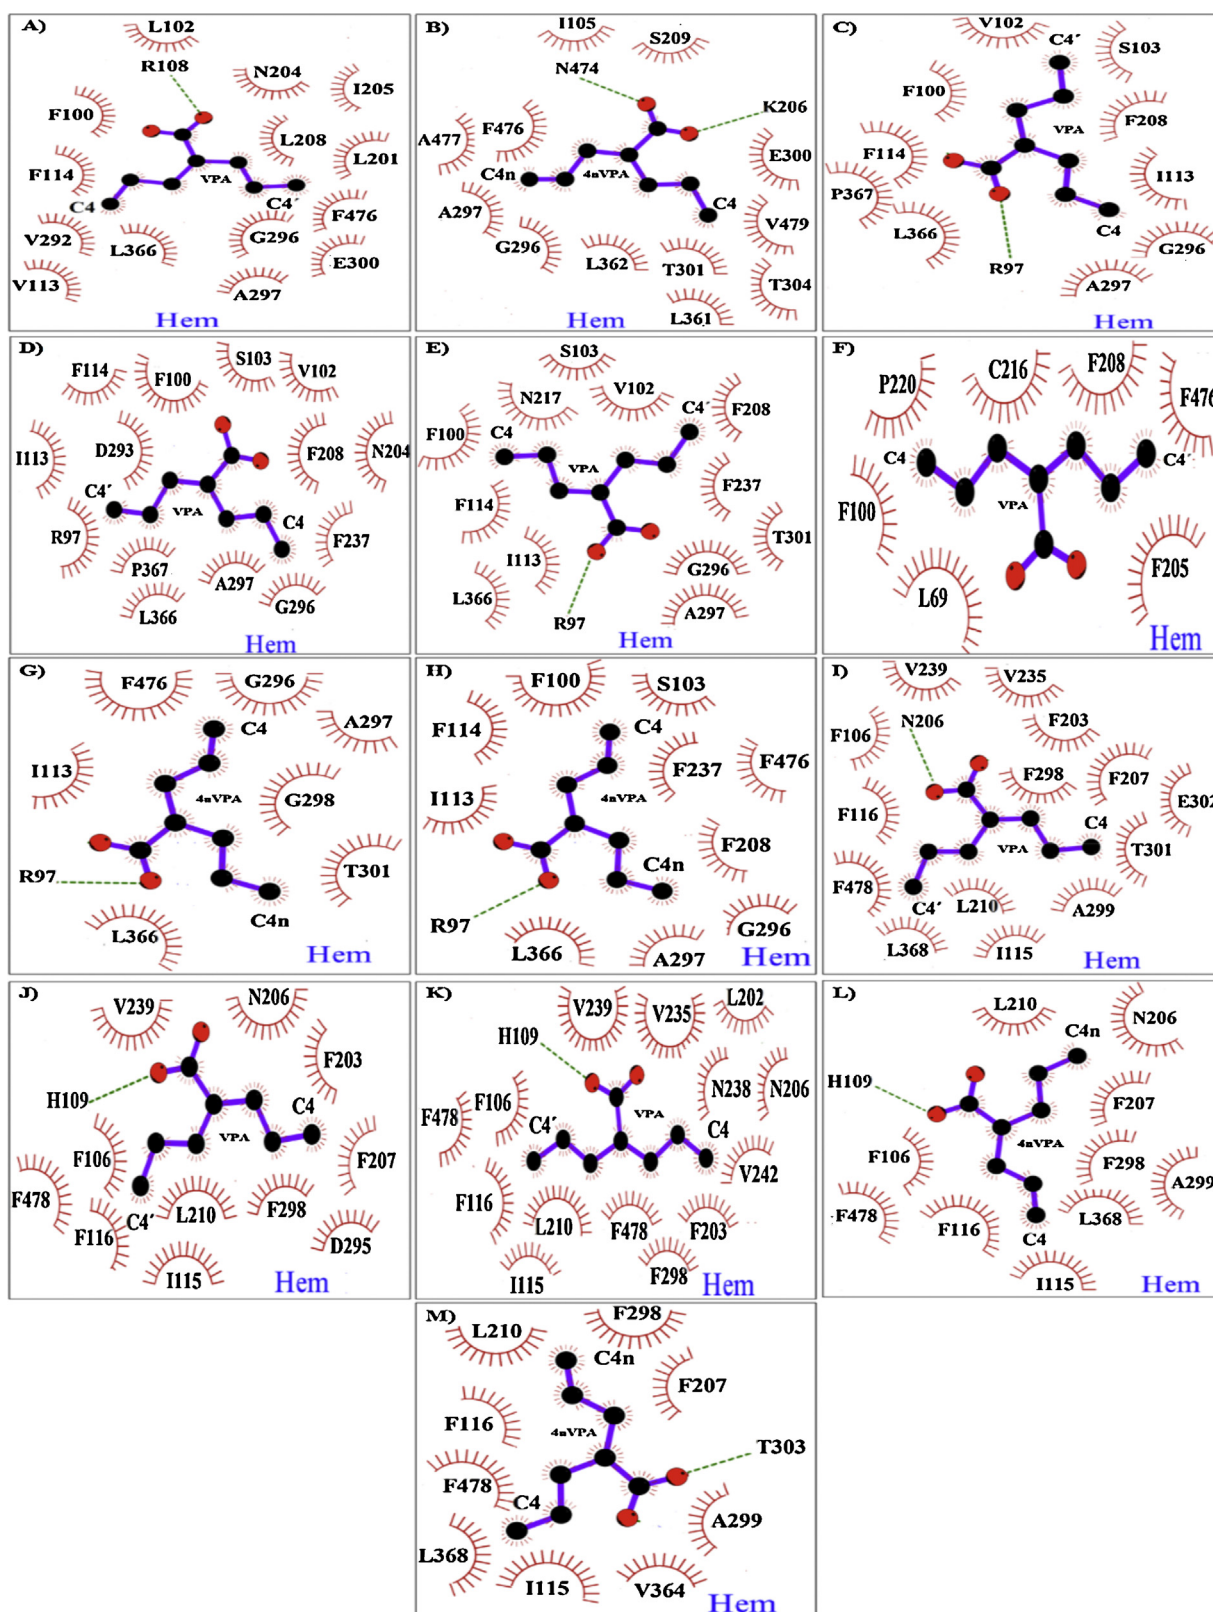 A)
L102
R108
N204
I205
F100
L208
L201
F114
VPA
C4
C4´
F476
V292
L366
G296
E300
V113
A297
Hem
B)
I105
S209
N474
K206
A477
F476
E300
C4n
4nVPA
C4
A297
V479
G296
L362
T301
T304
L361
Hem
C)
V102
C4´
S103
F100
F208
VPA
F114
I113
P367
L366
C4
G296
R97
A297
Hem
D)
F114
F100
S103
V102
I113
D293
F208
N204
C4´
VPA
C4
R97
F237
P367
A297
L366
G296
Hem
E)
S103
N217
V102
C4´
F208
F100
C4
VPA
F237
F114
T301
I113
G296
L366
A297
R97
Hem
F)
P220
C216
F208
F476
C4
C4´
VPA
F100
F205
L69
Hem
G)
F476
G296
A297
C4
I113
4nVPA
G298
R97
T301
C4n
L366
Hem
H)
F100
S103
F114
C4
F237
F476
I113
4nVPA
F208
C4n
R97
G296
L366
A297
Hem
I)
V239
V235
N206
F203
F106
F298
F207
E302
F116
C4
VPA
T301
F478
C4´
L210
A299
L368
I115
Hem
J)
V239
N206
F203
H109
C4
VPA
F106
F207
F478
C4´
L210
F298
F116
D295
I115
Hem
K)
V239
V235
L202
H109
N238
N206
F478
F106
VPA
C4´
C4
V242
F116
L210
F478
F203
I115
F298
Hem
L)
L210
C4n
N206
H109
F207
4nVPA
F106
F298
A299
F478
F116
L368
C4
I115
Hem
M)
L210
F298
C4n
F207
F116
4nVPA
T303
F478
C4
A299
L368
I115
V364
Hem